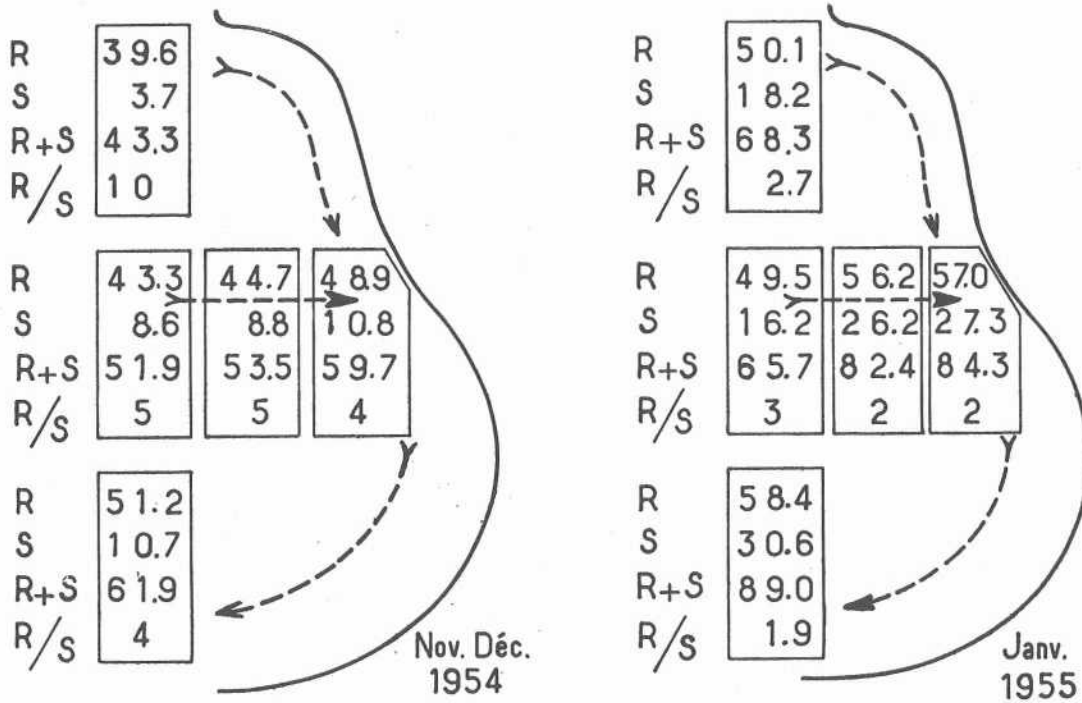 R 39.6
S 3.7
R+S 43.3
R/S 10
R 43.3 44.7 48.9
S 8.6 8.8 10.8
R+S 51.9 53.5 59.7
R/S 5 5 4
R 51.2
S 10.7
R+S 61.9
R/S 4
Nov. Déc.
1954
R 50.1
S 18.2
R+S 68.3
R/S 2.7
R 49.5 56.2 57.0
S 16.2 26.2 27.3
R+S 65.7 82.4 84.3
R/S 3 2 2
R 58.4
S 30.6
R+S 89.0
R/S 1.9
Janv.
1955